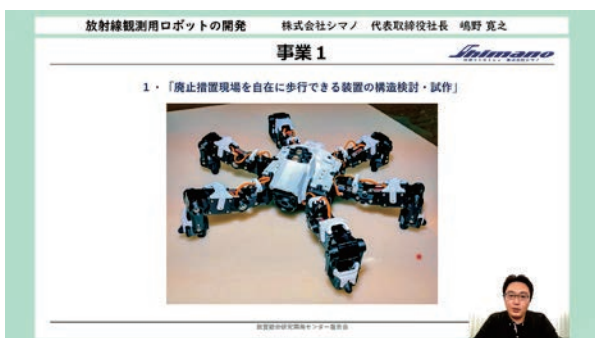 放射線観測用ロボットの開発 株式会社シマノ 代表取締役社長 嶋野 寛之
事業1
Shimano
1・「廃止措置現場を自在に歩行できる装置の構造検討・試作」